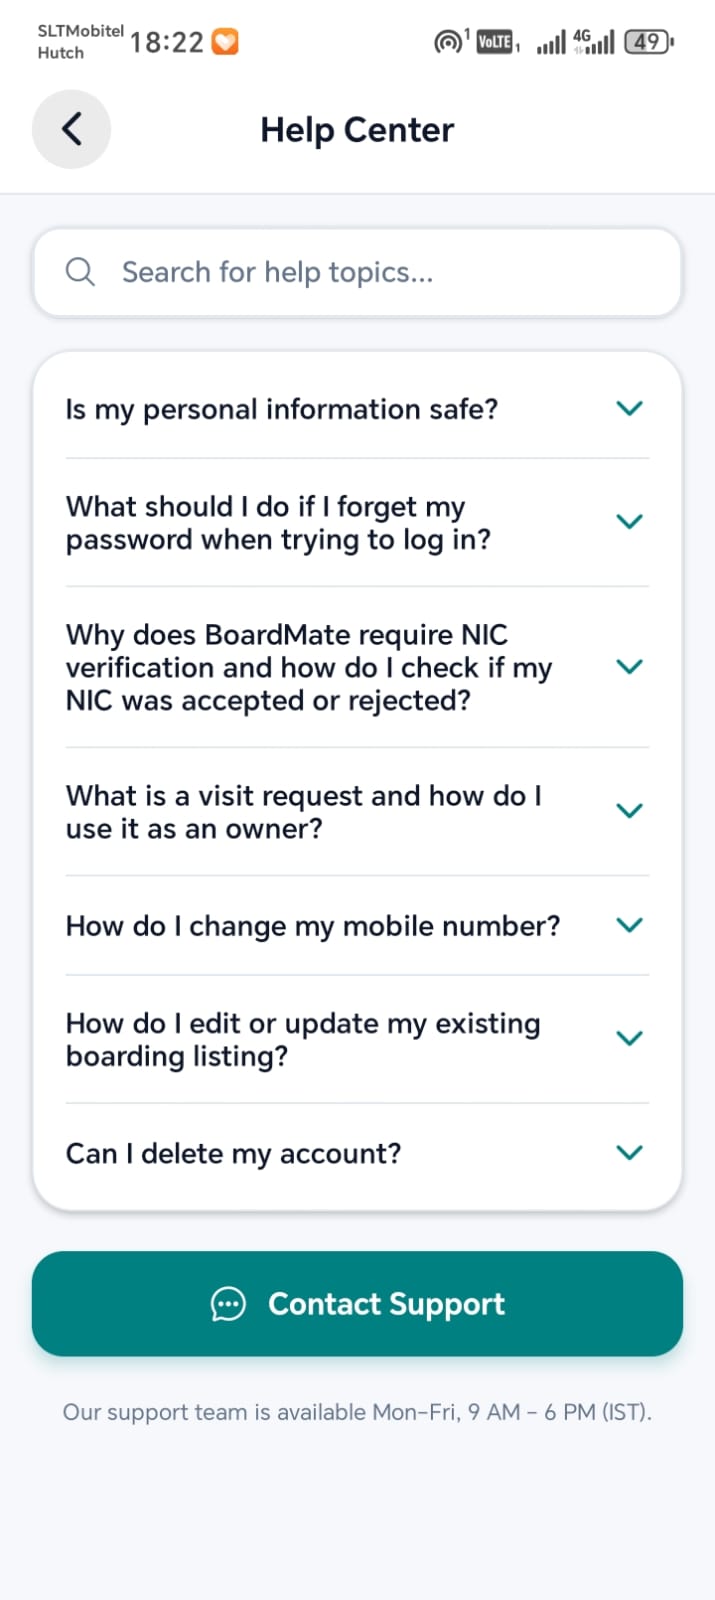 SLTMobitel
Hutch
18:22
1
VoLTE 1
4G
49
Help Center
Search for help topics...
Is my personal information safe?
What should I do if I forget my
password when trying to log in?
Why does BoardMate require NIC
verification and how do I check if my
NIC was accepted or rejected?
What is a visit request and how do I
use it as an owner?
How do I change my mobile number?
How do I edit or update my existing
boarding listing?
Can I delete my account?
Contact Support
Our support team is available Mon–Fri, 9 AM – 6 PM (IST).